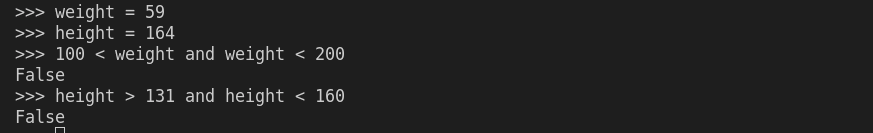 >>> weight = 59
>>> height = 164
>>> 100 < weight and weight < 200
False
>>> height > 131 and height < 160
False